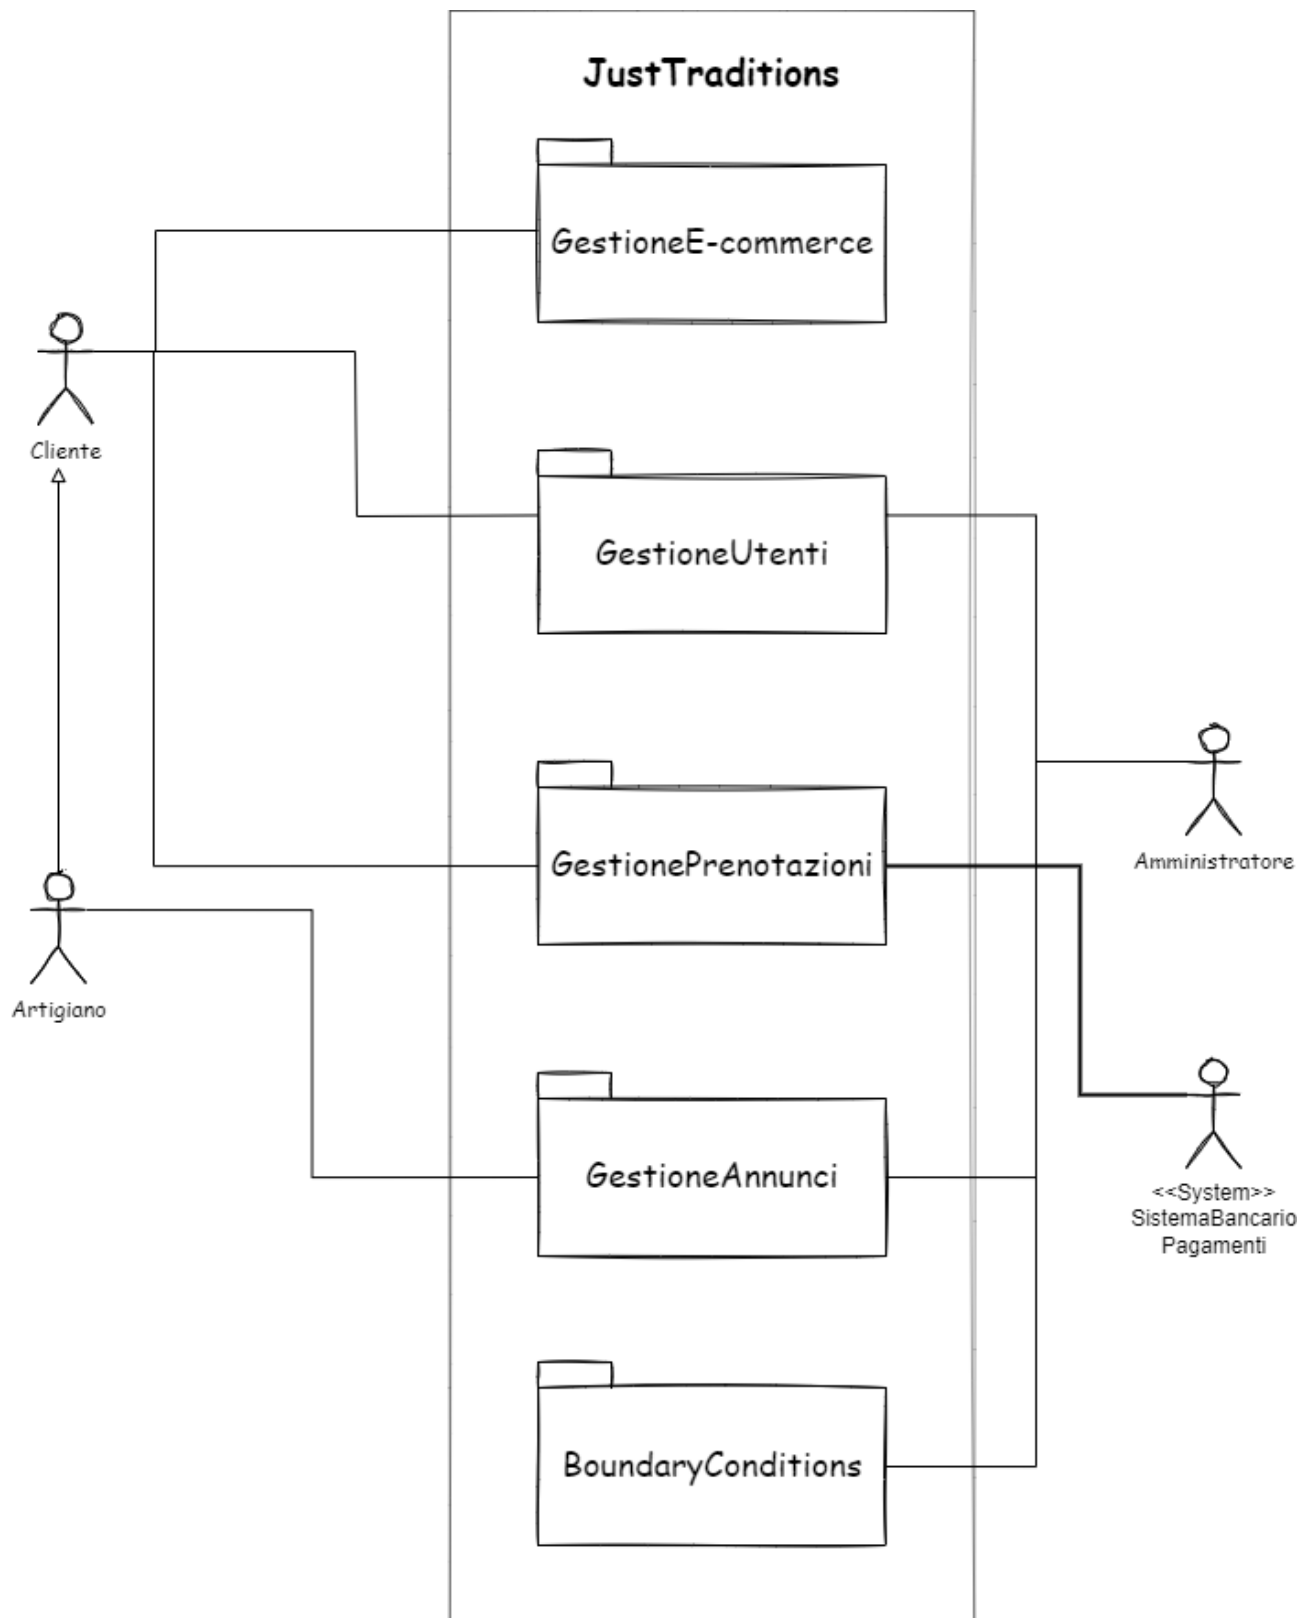 JustTraditions
GestioneE-commerce
Cliente
GestioneUtenti
GestionePrenotazioni
Amministratore
Artigiano
GestioneAnnunci
<<System>>
SistemaBancario
Pagamenti
BoundaryConditions